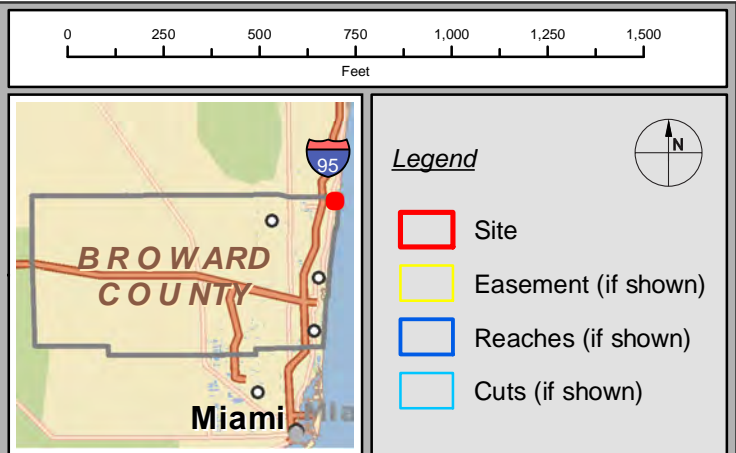 0 250 500 750 1,000 1,250 1,500
Feet
95
BROWARD
COUNTY
Miami
Mia
Legend
N
Site
Easement (if shown)
Reaches (if shown)
Cuts (if shown)